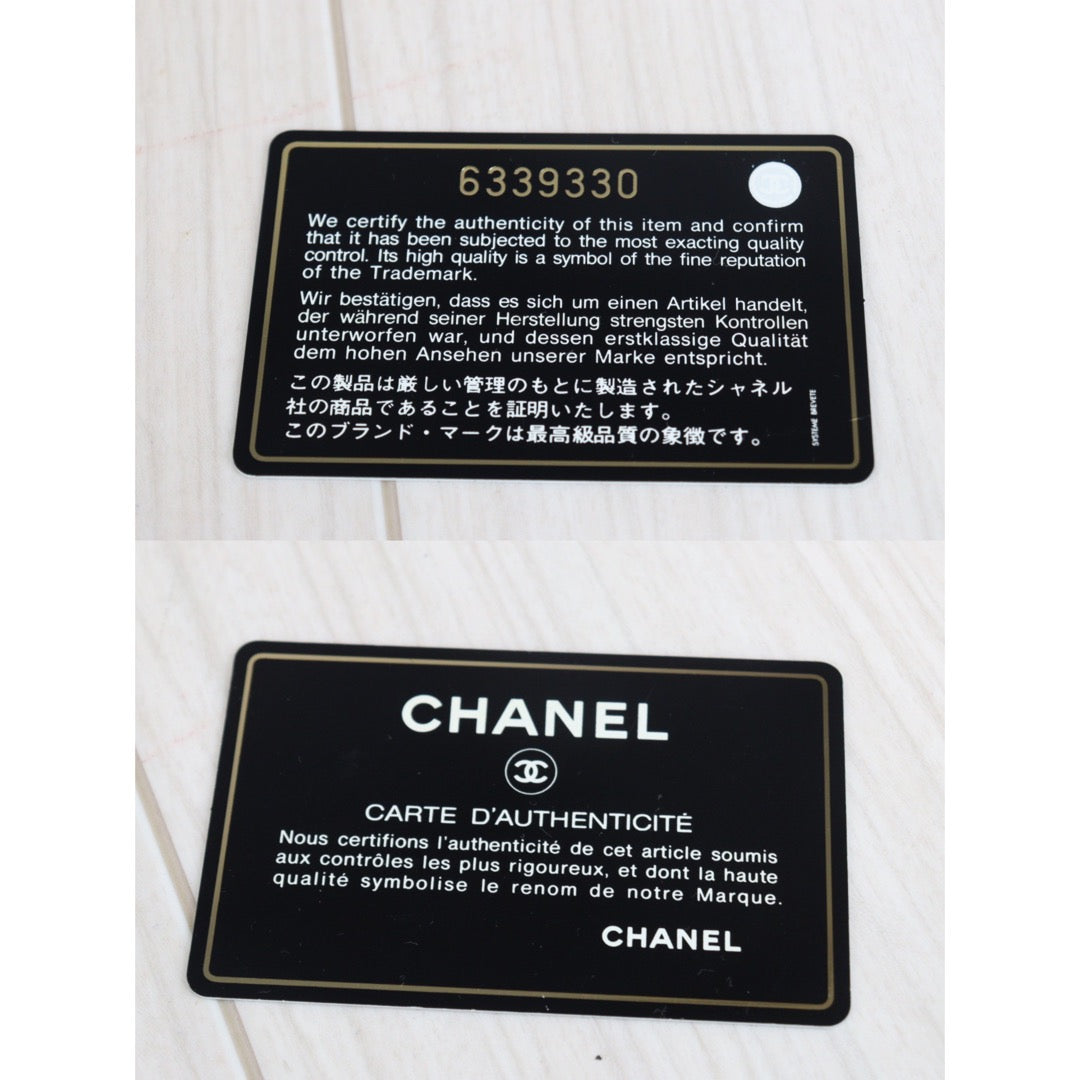 6339330
We certify the authenticity of this item and confirm
that it has been subjected to the most exacting quality
control. Its high quality is a symbol of the fine reputation
of the Trademark.
Wir bestätigen, dass es sich um einen Artikel handelt,
der während seiner Herstellung strengsten Kontrollen
unterworfen war, und dessen erstklassige Qualität
dem hohen Ansehen unserer Marke entspricht.
この製品は厳しい管理のもとに製造されたシャネル
社の商品であることを証明いたします。
このブランド・マークは最高級品質の象徴です。
SYSTEME BREVETE
CHANEL
CARTE D'AUTHENTICITÉ
Nous certifions l'authenticité de cet article soumis
aux contrôles les plus rigoureux, et dont la haute
qualité symbolise le renom de notre Marque.
CHANEL